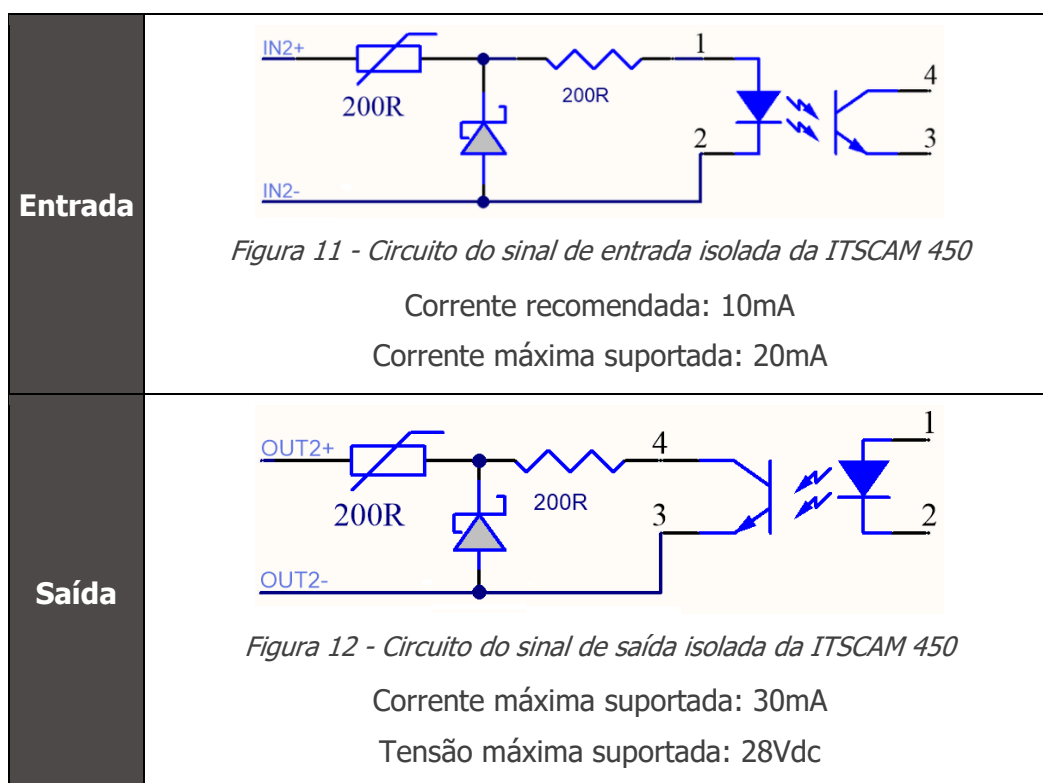 Entrada
IN2+
200R
200R
1
2
4
3
IN2-
Figura 11 - Circuito do sinal de entrada isolada da ITSCAM 450
Corrente recomendada: 10mA
Corrente máxima suportada: 20mA
Saída
OUT2+
200R
200R
4
3
1
2
OUT2-
Figura 12 - Circuito do sinal de saída isolada da ITSCAM 450
Corrente máxima suportada: 30mA
Tensão máxima suportada: 28Vdc